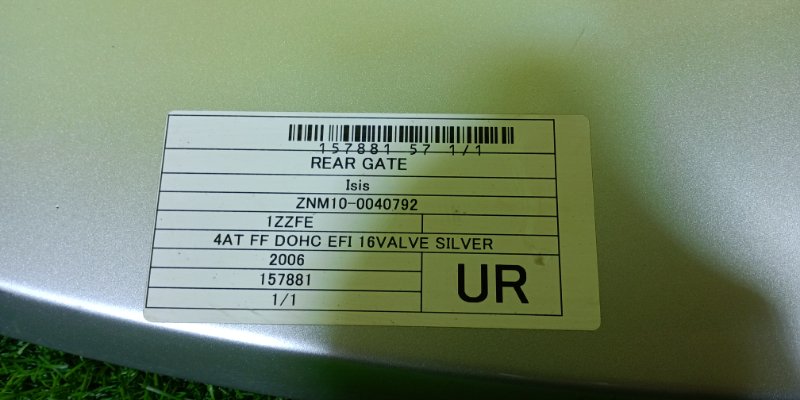 157881 57 1/1
REAR GATE
Isis
ZNM10-0040792
1ZZFE
4AT FF DOHC EFI 16VALVE SILVER
2006
157881
1/1
UR